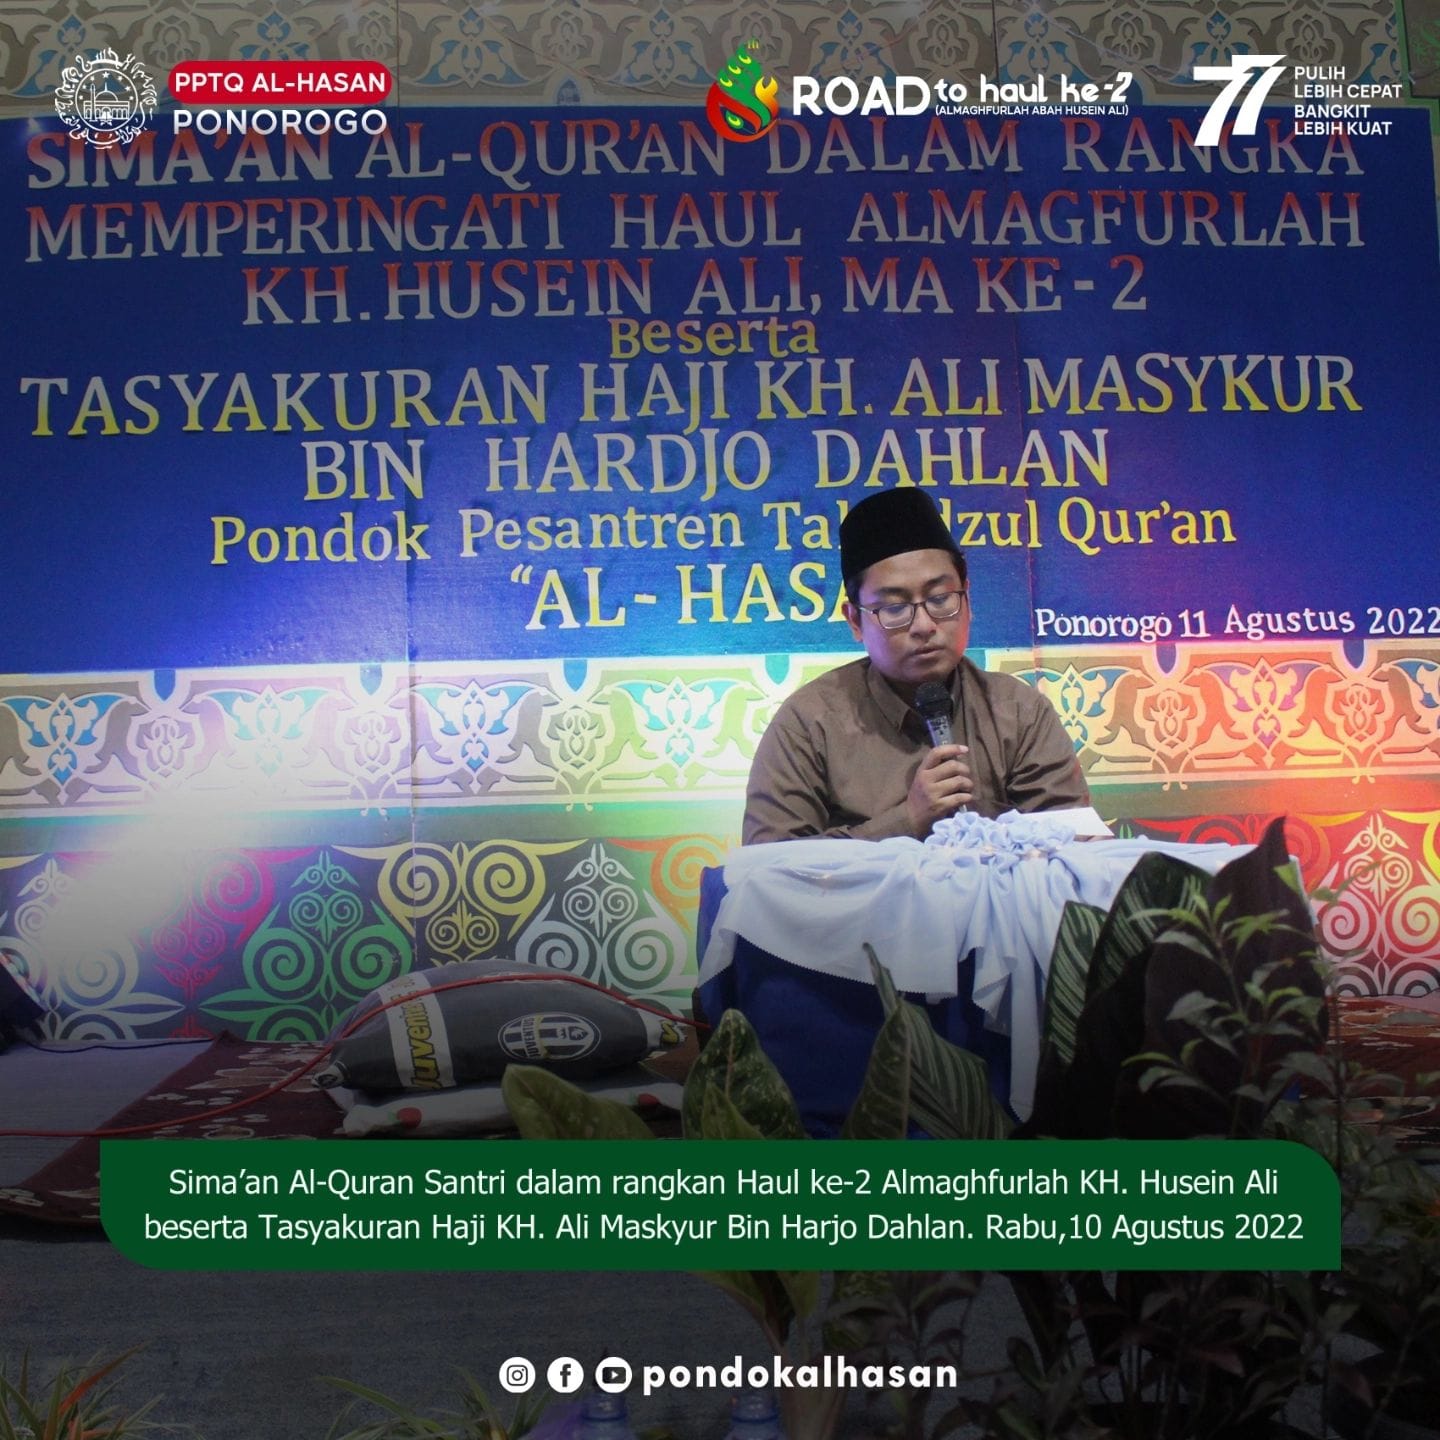 PPTQ AL-HASAN
PONOROGO
ROAD to haul ke-2
(ALMAGHFURLAH ABAH HUSEIN ALI)
77 PULIH
LEBIH CEPAT
BANGKIT
LEBIH KUAT
SIMA'AN AL-QUR'AN DALAM RANGKA
MEMPERINGATI HAUL ALMAGFURLAH
KH. HUSEIN ALI, MA KE-2
Beserta
TASYAKURAN HAJI KH. ALI MASYKUR
BIN HARDJO DAHLAN
Pondok Pesantren Qur'an
"AL-HASA
Ponorogo 11 Agustus 2022
JUVENTUS
Sima'an Al-Quran Santri dalam rangkan Haul ke-2 Almaghfurlah KH. Husein Ali
beserta Tasyakuran Haji KH. Ali Maskyur Bin Harjo Dahlan. Rabu,10 Agustus 2022
pondokalhasan